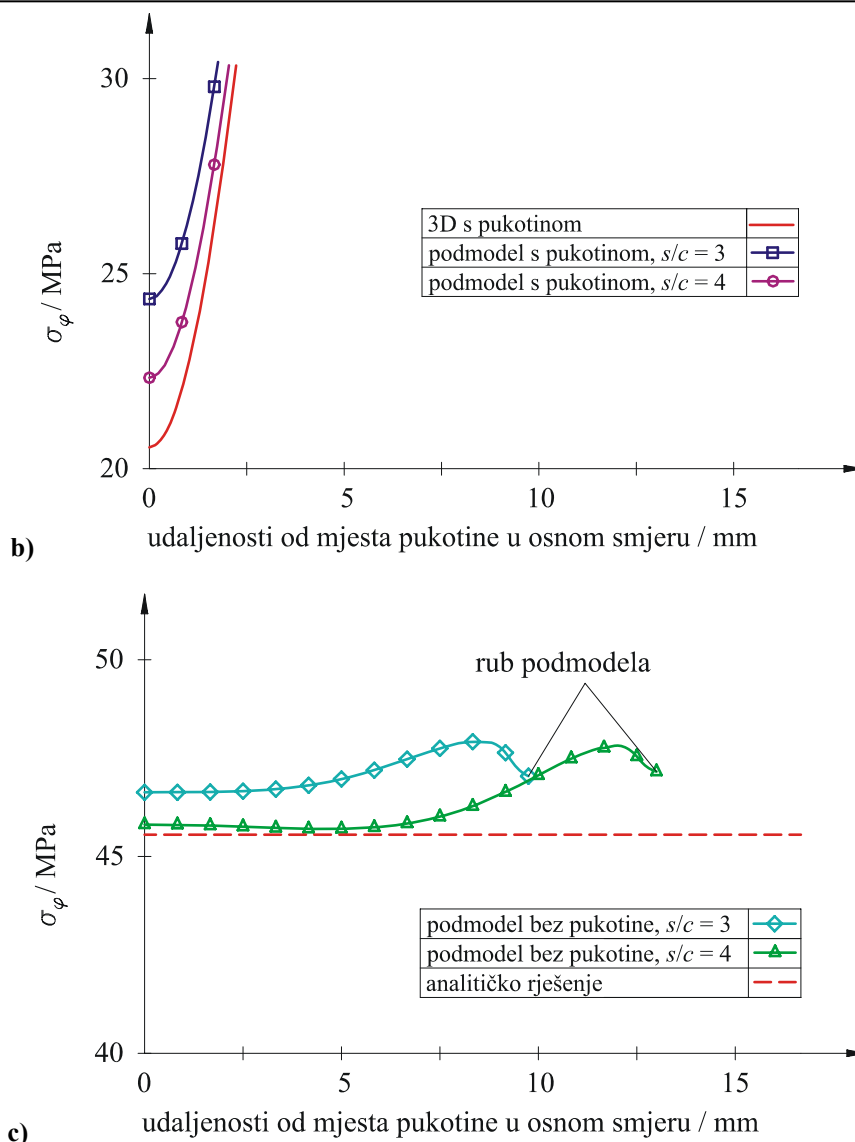 30
25
20
σφ / MPa
3D s pukotinom
podmodel s pukotinom, s/c = 3
podmodel s pukotinom, s/c = 4
0 5 10 15
udaljenosti od mjesta pukotine u osnom smjeru / mm
b)
50
45
40
σφ / MPa
rub podmodela
podmodel bez pukotine, s/c = 3
podmodel bez pukotine, s/c = 4
analitičko rješenje
0 5 10 15
udaljenosti od mjesta pukotine u osnom smjeru / mm
c)